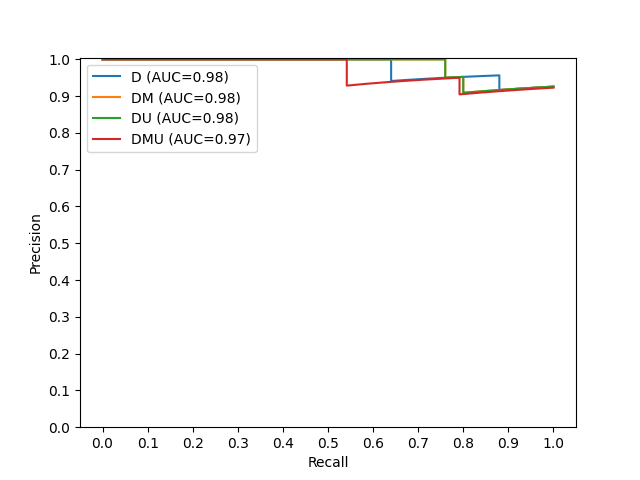 1.0
0.9
0.8
0.7
0.6
0.5
0.4
0.3
0.2
0.1
0.0
Precision
D (AUC=0.98)
DM (AUC=0.98)
DU (AUC=0.98)
DMU (AUC=0.97)
0.0 0.1 0.2 0.3 0.4 0.5 0.6 0.7 0.8 0.9 1.0
Recall